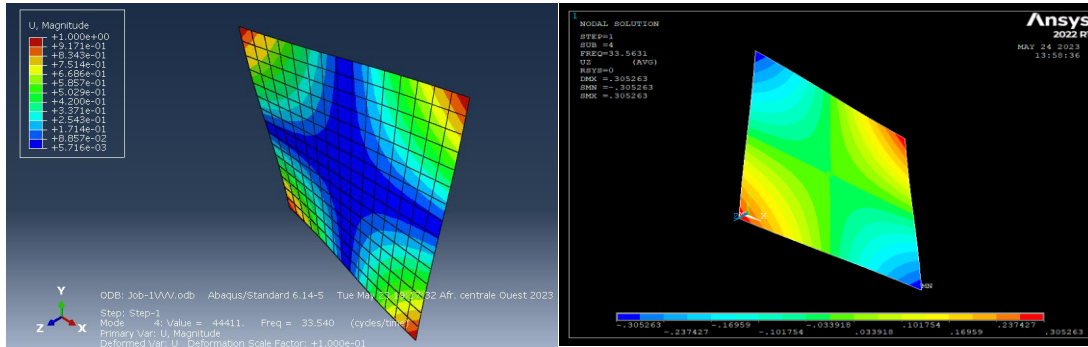 U, Magnitude
+1.000e+00
+9.171e-01
+8.343e-01
+7.514e-01
+6.686e-01
+5.857e-01
+5.029e-01
+4.200e-01
+3.371e-01
+2.543e-01
+1.714e-01
+8.857e-02
+5.716e-03
Y
Z X
ODB: Job-1VVV.odb Abaqus/Standard 6.14-5 Tue May 32 Afr. centrale Ouest 2023
Step: Step-1
Mode 4: Value = 44411. Freq = 33.540 (cycles/time)
Primary Var: U, Magnitude
Deformed Var: U Deformation Scale Factor: +1.000e-01
1
NODAL SOLUTION
STEP=1
SUB =4
FREQ=33.5631
UZ (AVG)
RSYS=0
DMX =.305263
SMN =-.305263
SMX =.305263
Ansys
2022 R
MAY 24 2023
13:58:36
X
MN
-.305263 -.237427 -.16959 -.101754 -.033918 .033918 .101754 .16959 .237427 .305263